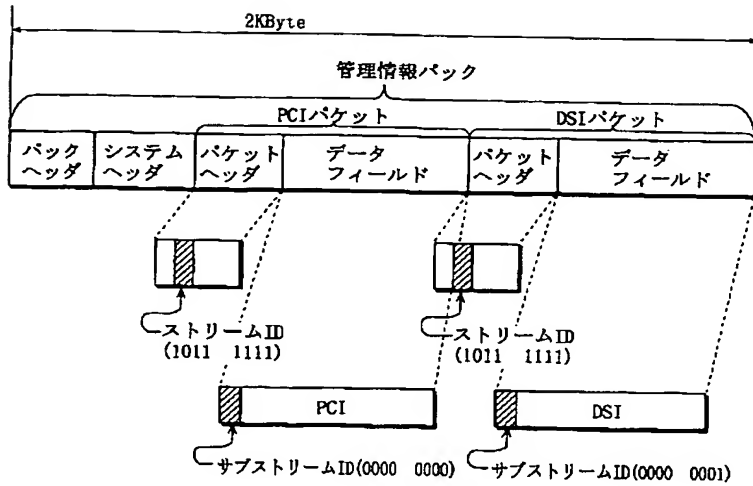 2KByte
管理情報パック
PCIパケット
DSIパケット
パック
ヘッダ
システム
ヘッダ
パケット
ヘッダ
データ
フィールド
パケット
ヘッダ
データ
フィールド
ストリームID
(1011 1111)
ストリームID
(1011 1111)
PCI
DSI
サブストリームID(0000 0000)
サブストリームID(0000 0001)